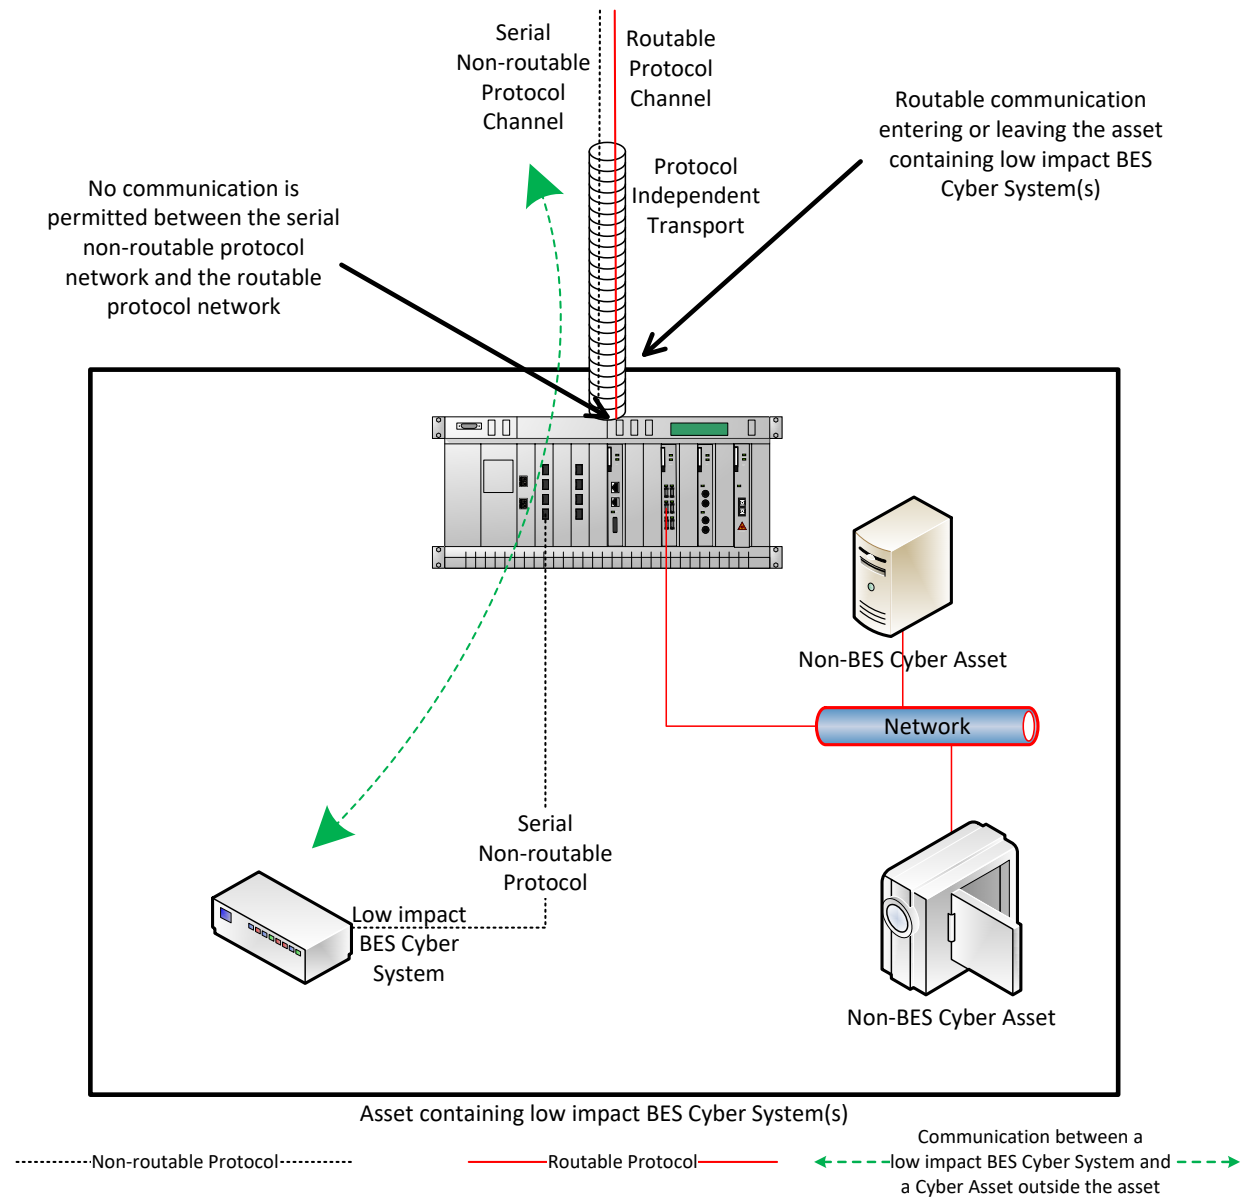 Serial
Non-routable
Protocol
Channel
Routable
Protocol
Channel
Routable communication
entering or leaving the asset
containing low impact BES
Cyber System(s)
Protocol
Independent
Transport
No communication is
permitted between the serial
non-routable protocol
network and the routable
protocol network
Non-BES Cyber Asset
Network
Serial
Non-routable
Protocol
Low impact
BES Cyber
System
Non-BES Cyber Asset
Asset containing low impact BES Cyber System(s)
Non-routable Protocol
Routable Protocol
Communication between a
low impact BES Cyber System and
a Cyber Asset outside the asset